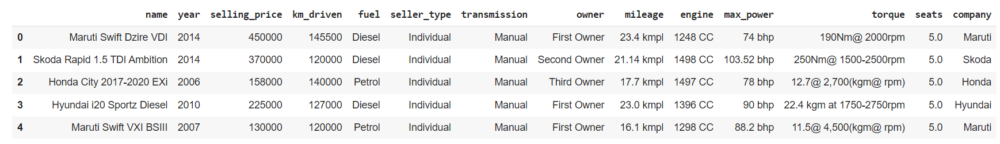 name year selling_price km_driven fuel seller_type transmission owner mileage engine max_power torque seats company
0 Maruti Swift Dzire VDI 2014 450000 145500 Diesel Individual Manual First Owner 23.4 kmpl 1248 CC 74 bhp 190Nm@ 2000rpm 5.0 Maruti
1 Skoda Rapid 1.5 TDI Ambition 2014 370000 120000 Diesel Individual Manual Second Owner 21.14 kmpl 1498 CC 103.52 bhp 250Nm@ 1500-2500rpm 5.0 Skoda
2 Honda City 2017-2020 EXi 2006 158000 140000 Petrol Individual Manual Third Owner 17.7 kmpl 1497 CC 78 bhp 12.7@ 2,700(kgm@ rpm) 5.0 Honda
3 Hyundai i20 Sportz Diesel 2010 225000 127000 Diesel Individual Manual First Owner 23.0 kmpl 1396 CC 90 bhp 22.4 kgm at 1750-2750rpm 5.0 Hyundai
4 Maruti Swift VXI BSIII 2007 130000 120000 Petrol Individual Manual First Owner 16.1 kmpl 1298 CC 88.2 bhp 11.5@ 4,500(kgm@ rpm) 5.0 Maruti